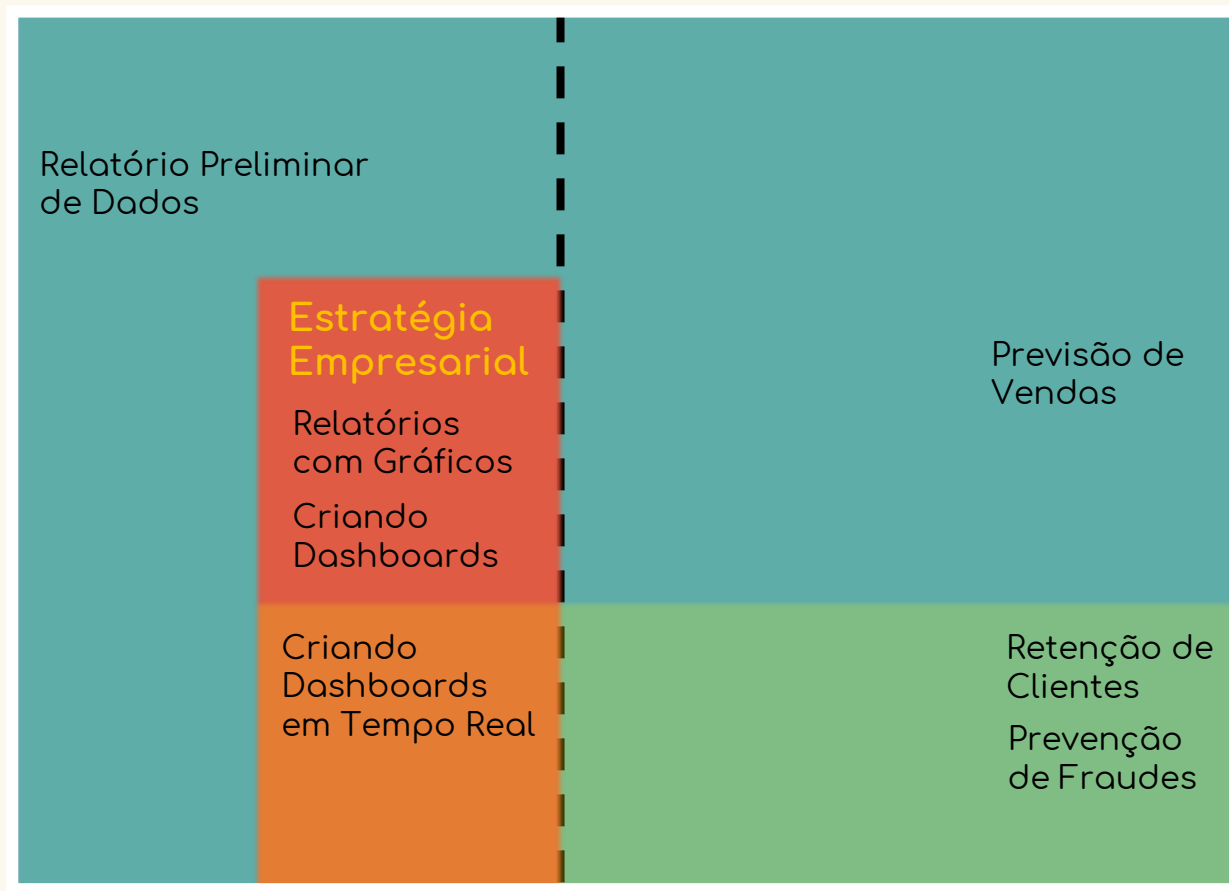 Relatório Preliminar
de Dados
Estratégia
Empresarial
Relatórios
com Gráficos
Criando
Dashboards
Criando
Dashboards
em Tempo Real
Previsão de
Vendas
Retenção de
Clientes
Prevenção
de Fraudes